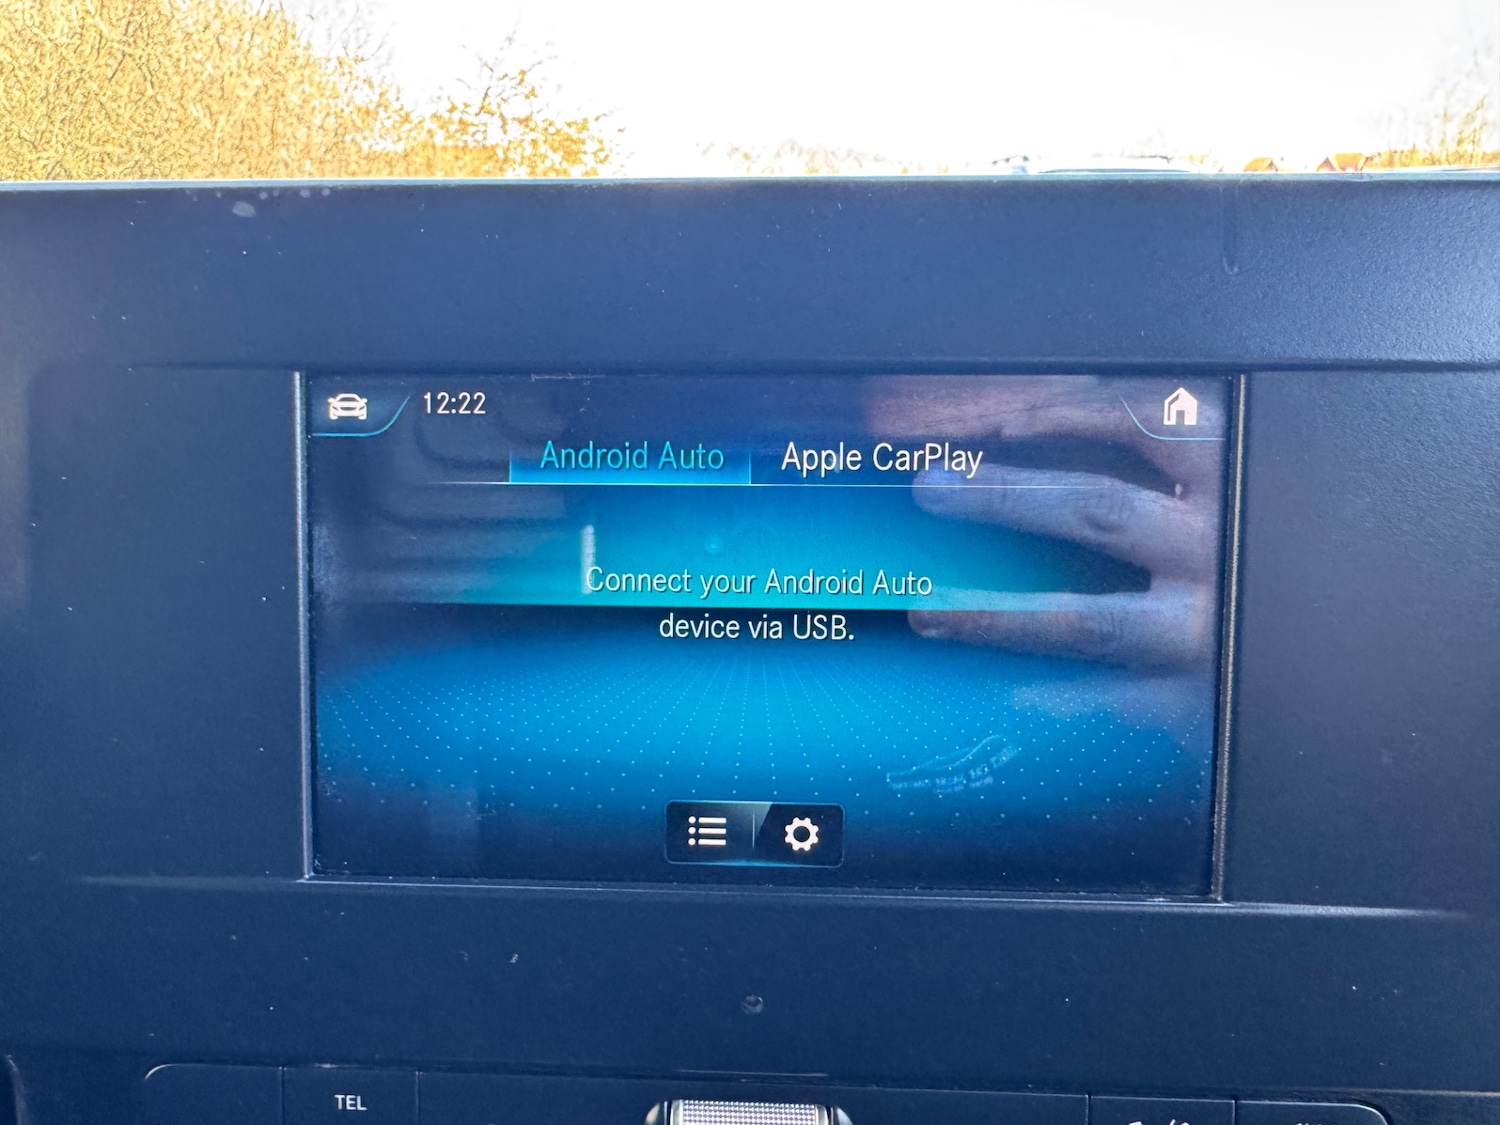 12:22
Android Auto Apple CarPlay
Connect your Android Auto
device via USB.
TEL